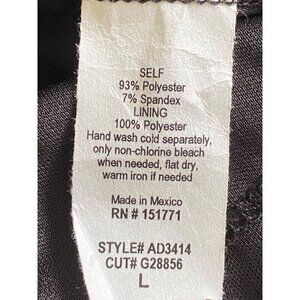 SELF
93% Polyester
7% Spandex
LINING
100% Polyester
Hand wash cold separately,
only non-chlorine bleach
when needed, flat dry,
warm iron if needed
Made in Mexico
RN # 151771
STYLE# AD3414
CUT# G28856
L